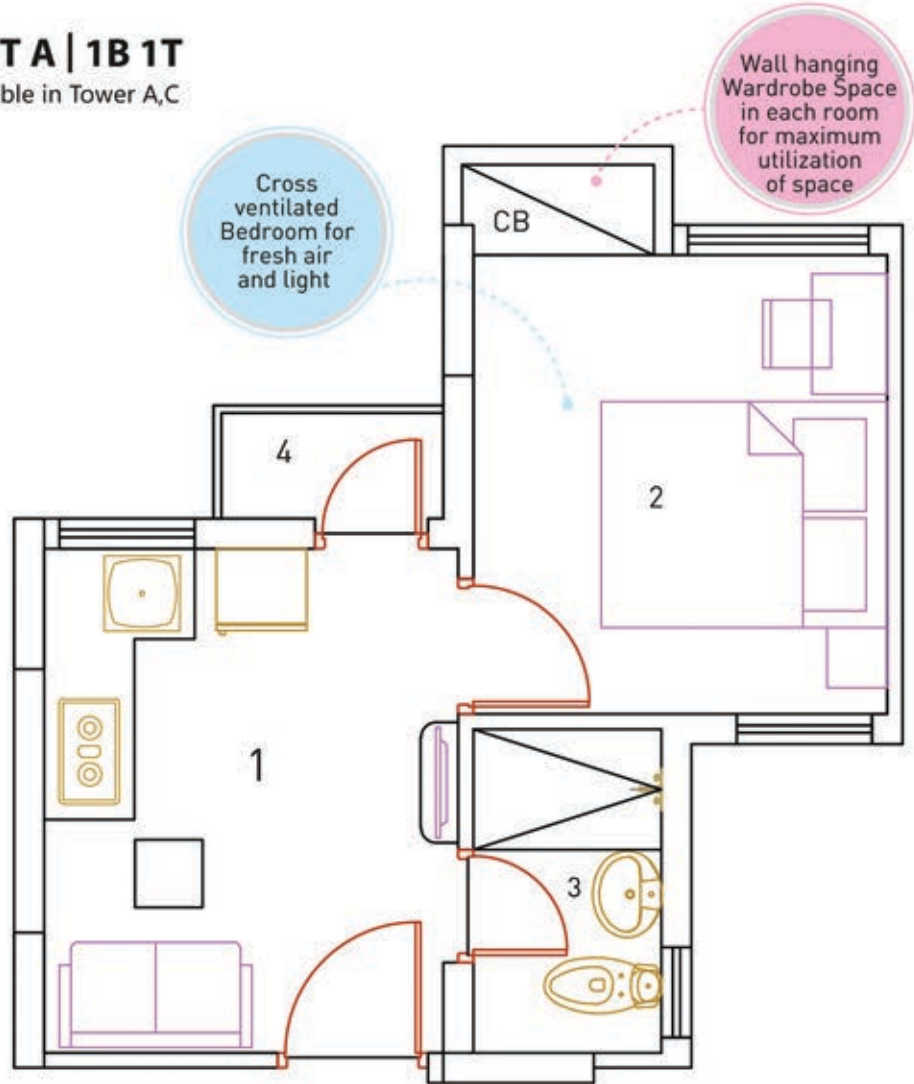 T A | 1B 1T
ble in Tower A,C
Wall hanging
Wardrobe Space
in each room
for maximum
utilization
of space
Cross
ventilated
Bedroom for
fresh air
and light
CB
4
2
1
3